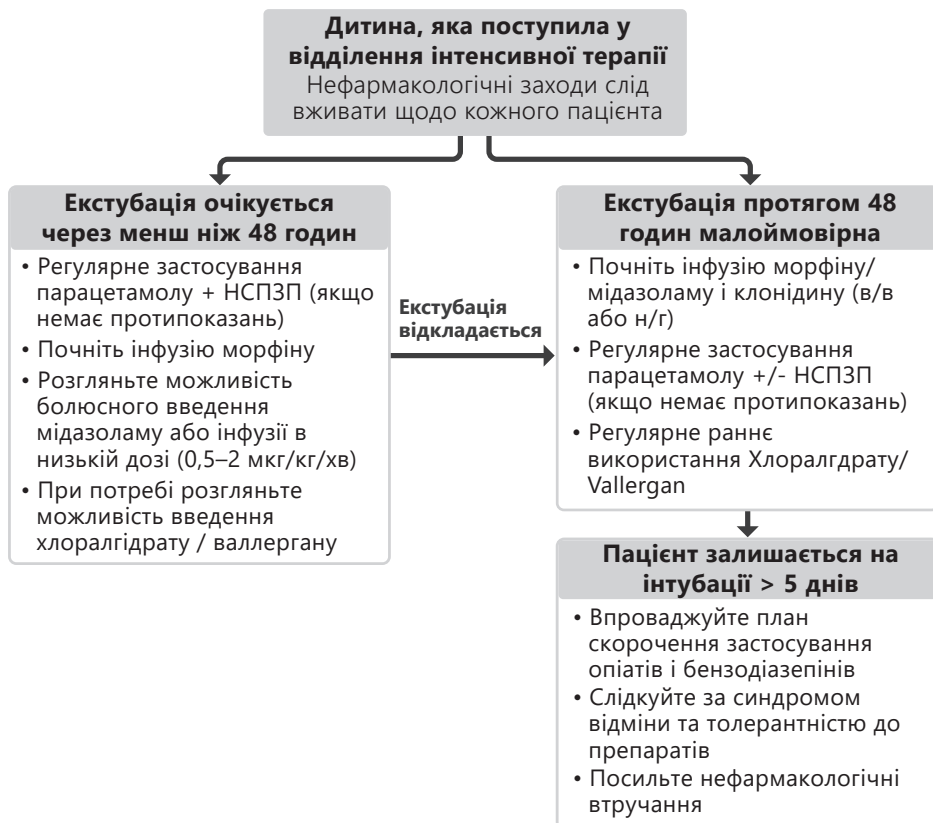 Дитина, яка поступила у
відділення інтенсивної терапії
Нефармакологічні заходи слід
вживати щодо кожного пацієнта
Екстубація очікується
через менш ніж 48 годин
• Регулярне застосування
парацетамолу + НСПЗП (якщо
немає протипоказань)
• Почніть інфузію морфіну
• Розгляньте можливість
болюсного введення
мідазоламу або інфузії в
низькій дозі (0,5–2 мкг/кг/хв)
• При потребі розгляньте
можливість введення
хлоралгідрату / валлергану
Екстубація
відкладається
Екстубація протягом 48
годин малоймовірна
• Почніть інфузію морфіну/
мідазоламу і клонідину (в/в
або н/г)
• Регулярне застосування
парацетамолу +/- НСПЗП
(якщо немає протипоказань)
• Регулярне раннє
використання Хлоралгдрату/
Vallergan
Пацієнт залишається на
інтубації > 5 днів
• Впроваджуйте план
скорочення застосування
опіатів і бензодіазепінів
• Слідкуйте за синдромом
відміни та толерантністю до
препаратів
• Посильте нефармакологічні
втручання